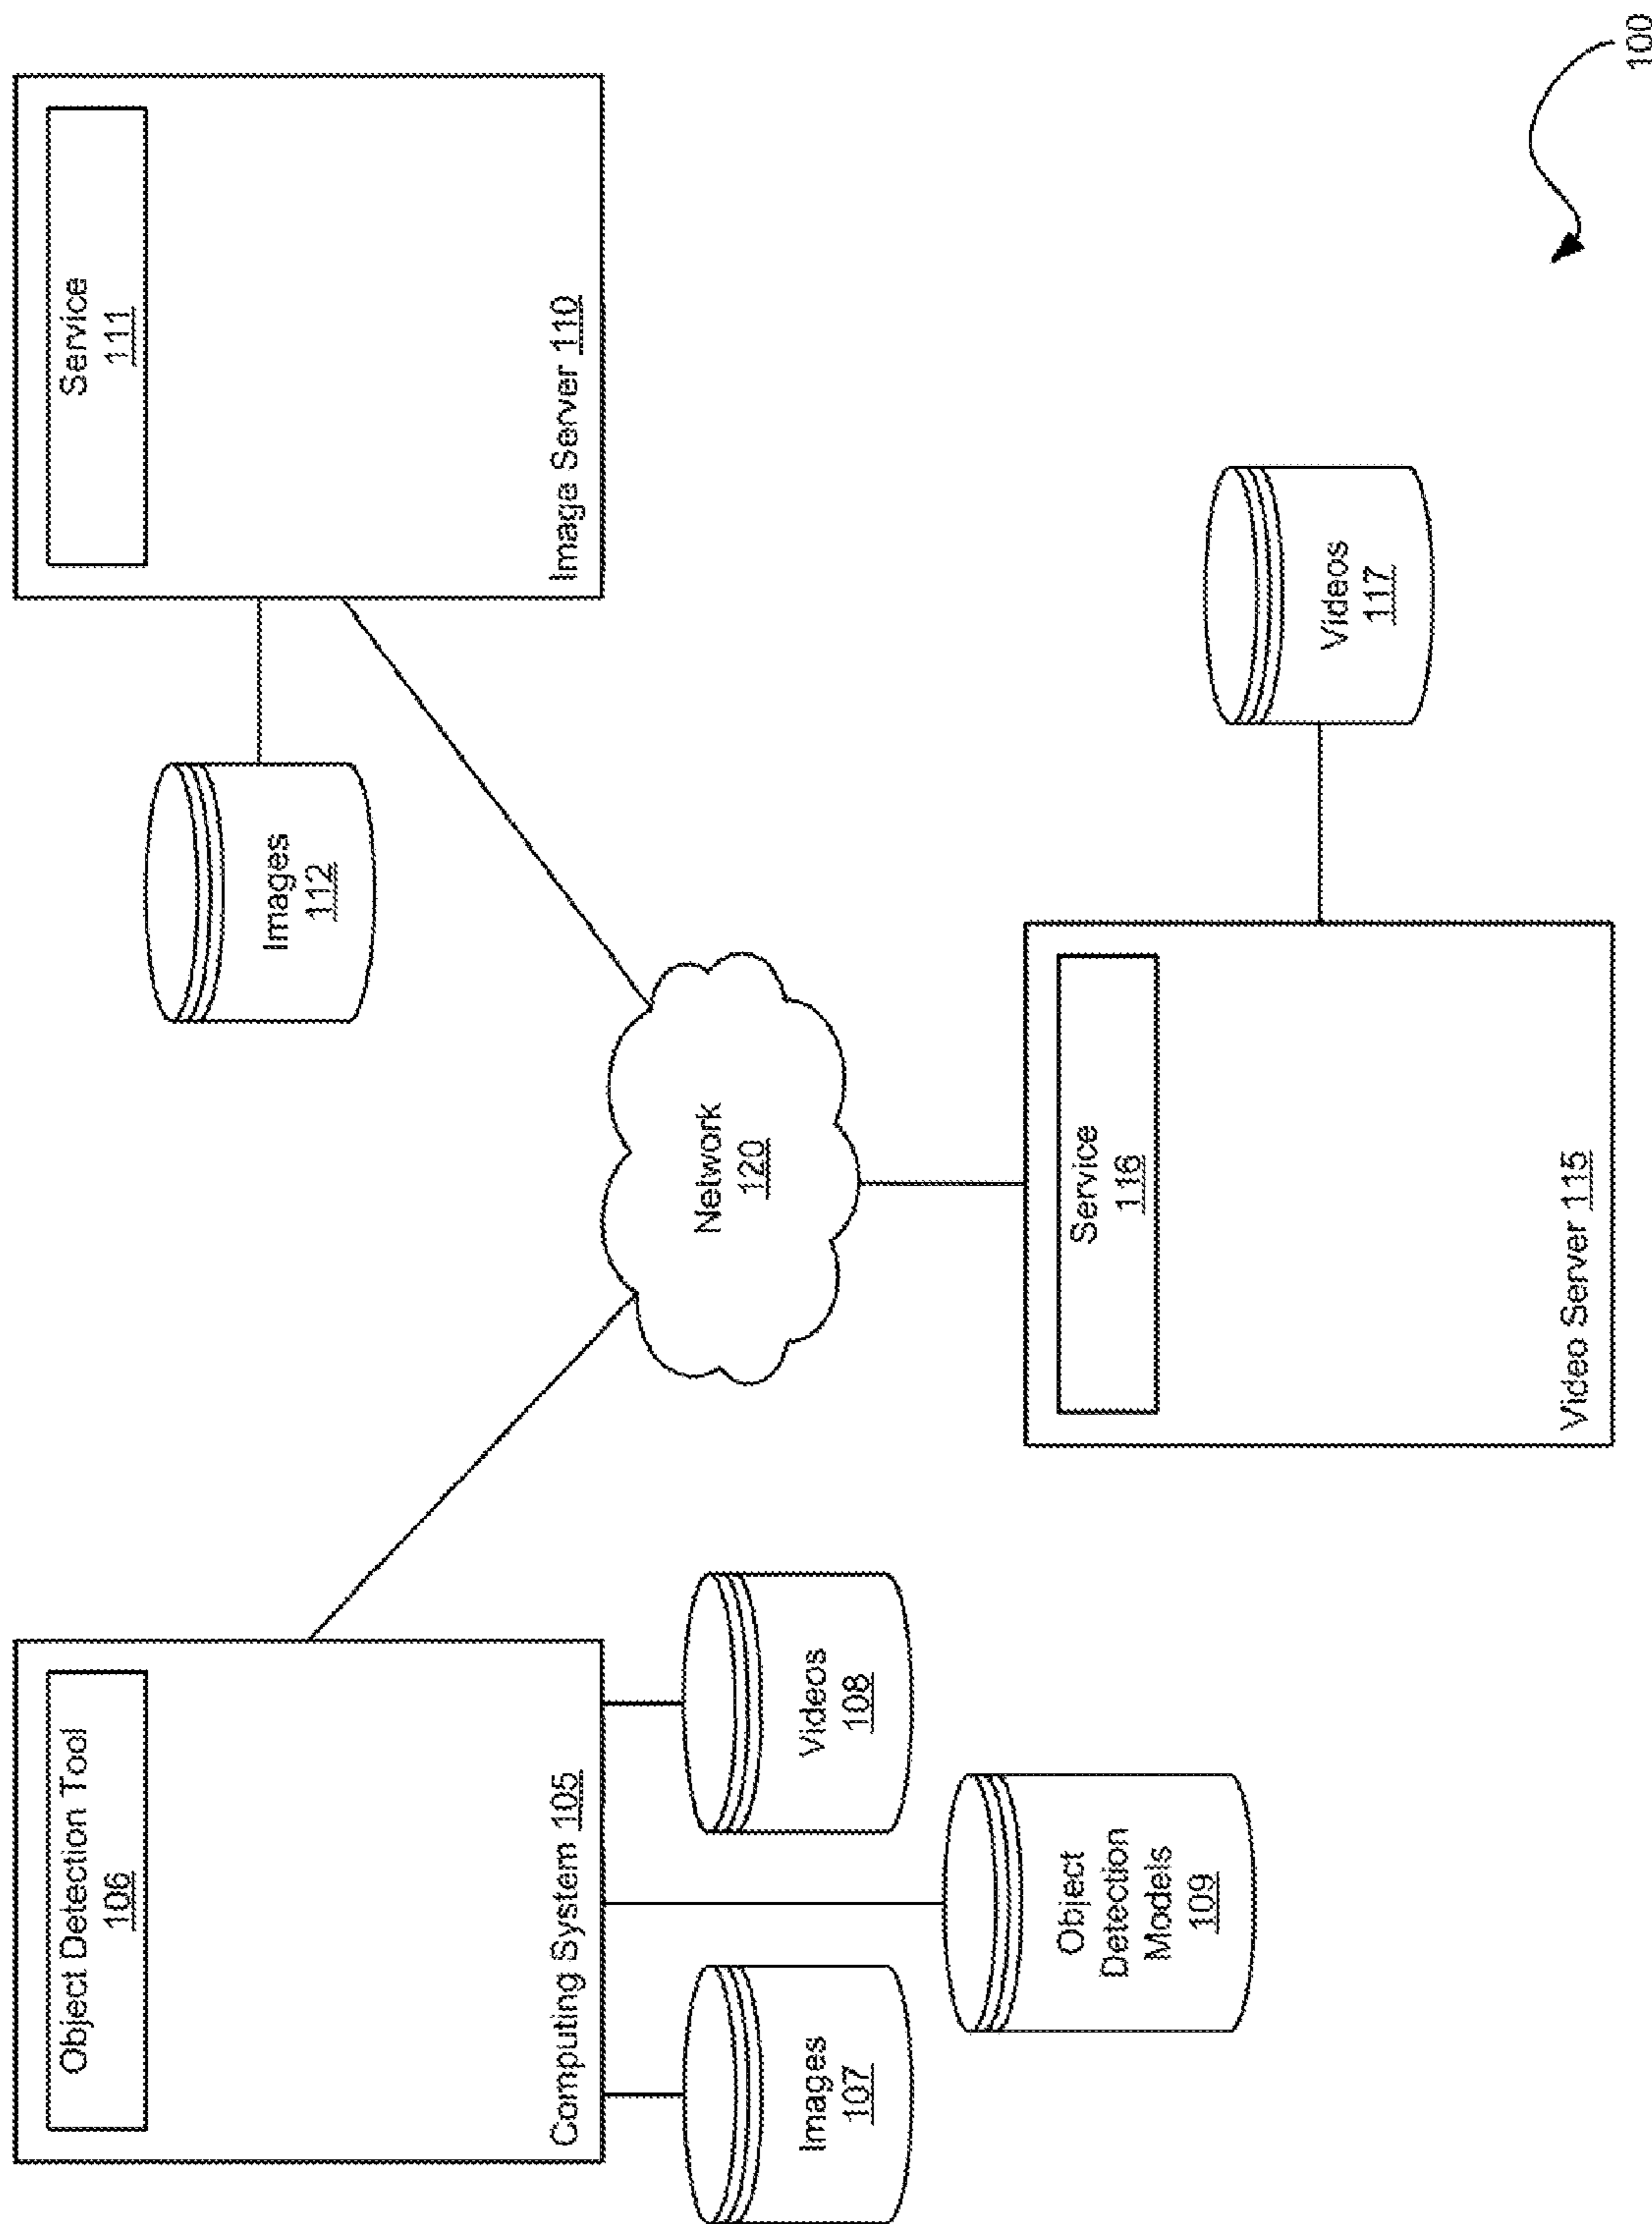 Object Detection Tool
106
Computing System 105
Images
107
Videos
108
Object
Detection
Models
109
Network
120
Service
111
Image Server 110
Images
112
Service
116
Video Server 115
Videos
117
100